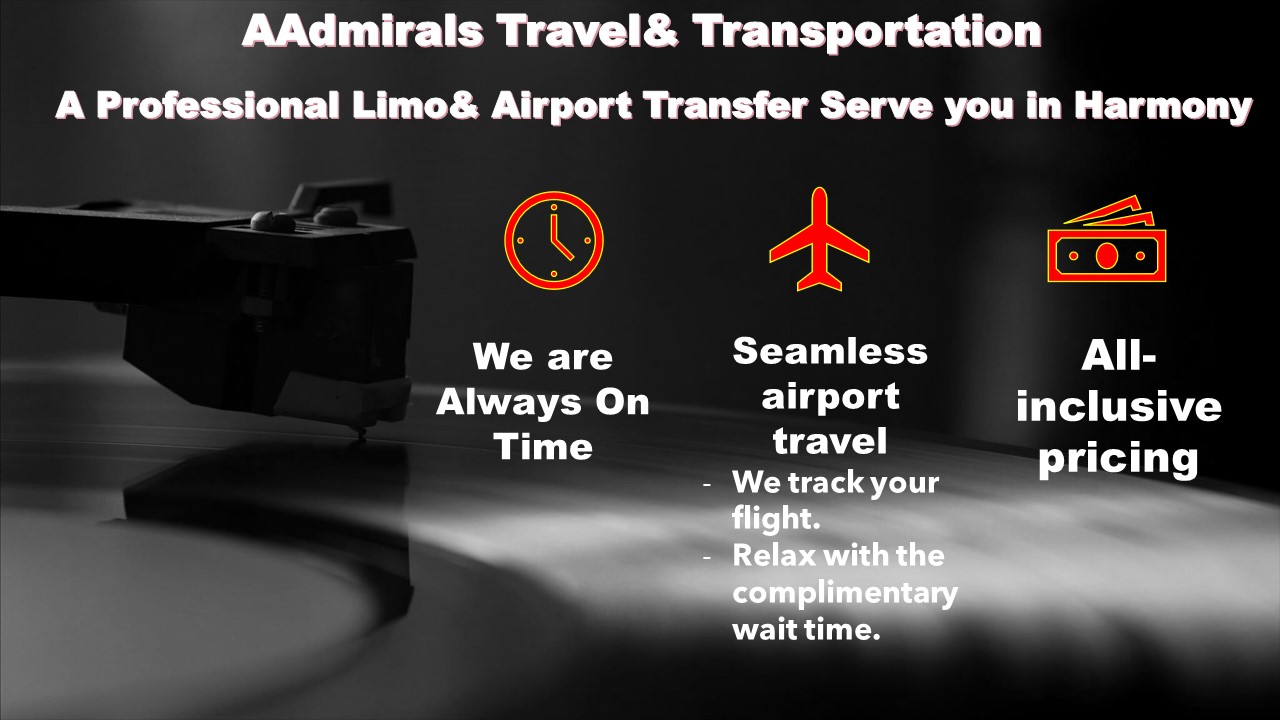 AAdmirals Travel& Transportation
A Professional Limo& Airport Transfer Serve you in Harmony
We are
Always On
Time
Seamless
airport
travel
- We track your
flight.
- Relax with the
complimentary
wait time.
All-
inclusive
pricing